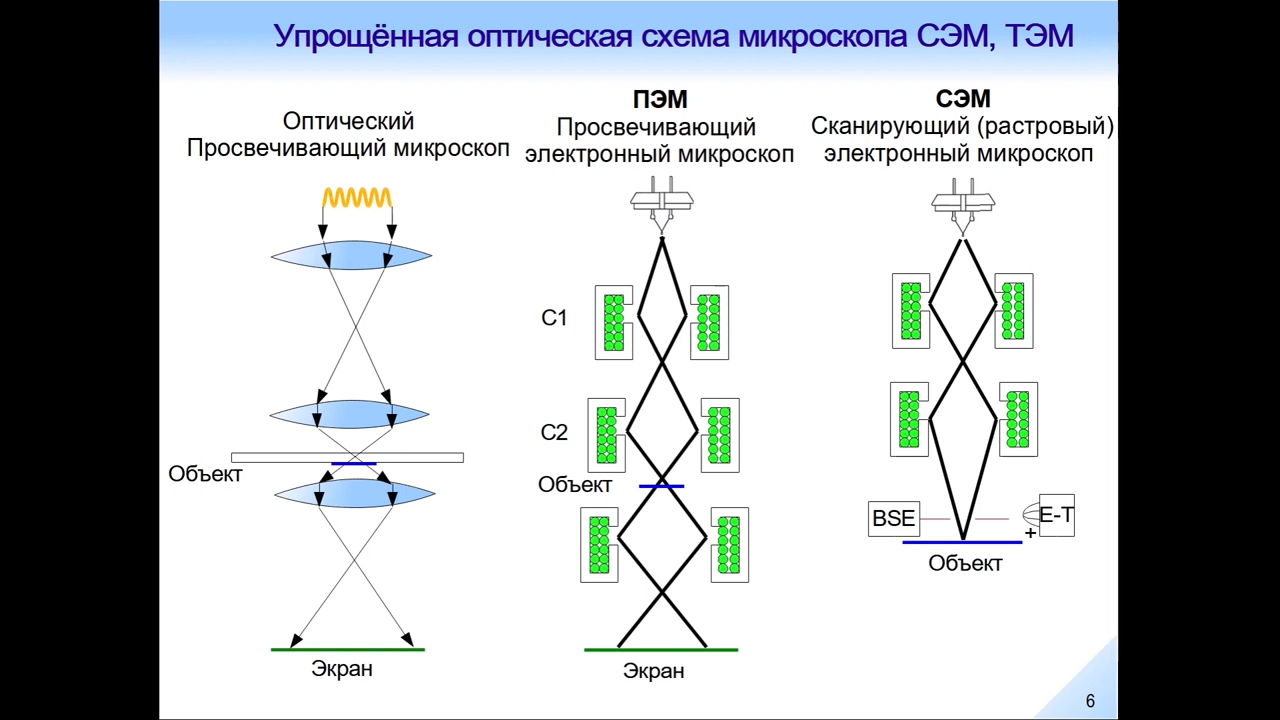 Упрощённая оптическая схема микроскопа СЭМ, ТЭМ
Оптический
Просвечивающий микроскоп
ПЭМ
Просвечивающий
электронный микроскоп
СЭМ
Сканирующий (растровый)
электронный микроскоп
Объект
Экран
C1
C2
Объект
Экран
BSE
E-T
+
Объект
6